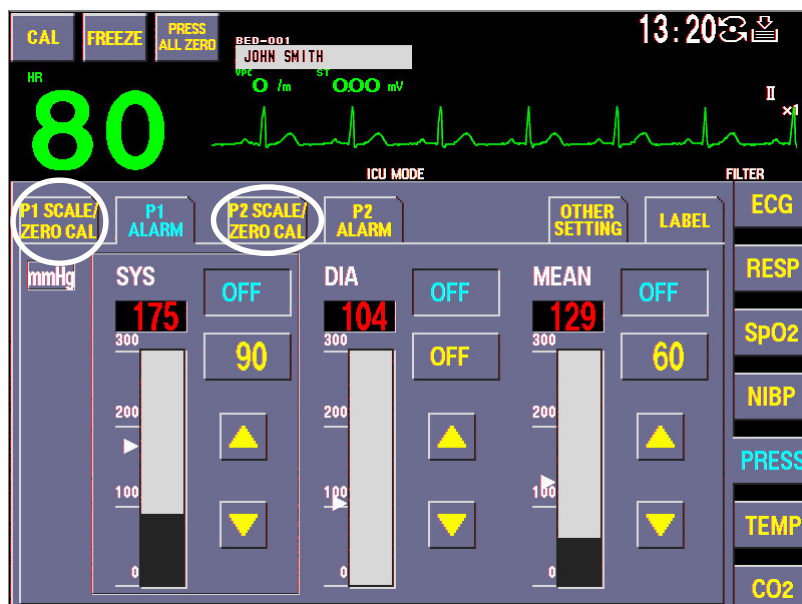 CAL FREEZE PRESS ALL ZERO
BED-001
JOHN SMITH
13:20
HR
80
VPC 0 /m ST 0.00 mV
II
×1
ICU MODE FILTER
P1 SCALE/ZERO CAL P1 ALARM P2 SCALE/ZERO CAL P2 ALARM OTHER SETTING LABEL
ECG
RESP
SpO2
NIBP
PRESS
TEMP
CO2
mmHg
SYS
175
OFF
90
300
200
100
0
DIA
104
OFF
OFF
300
200
100
0
MEAN
129
OFF
60
300
200
100
0